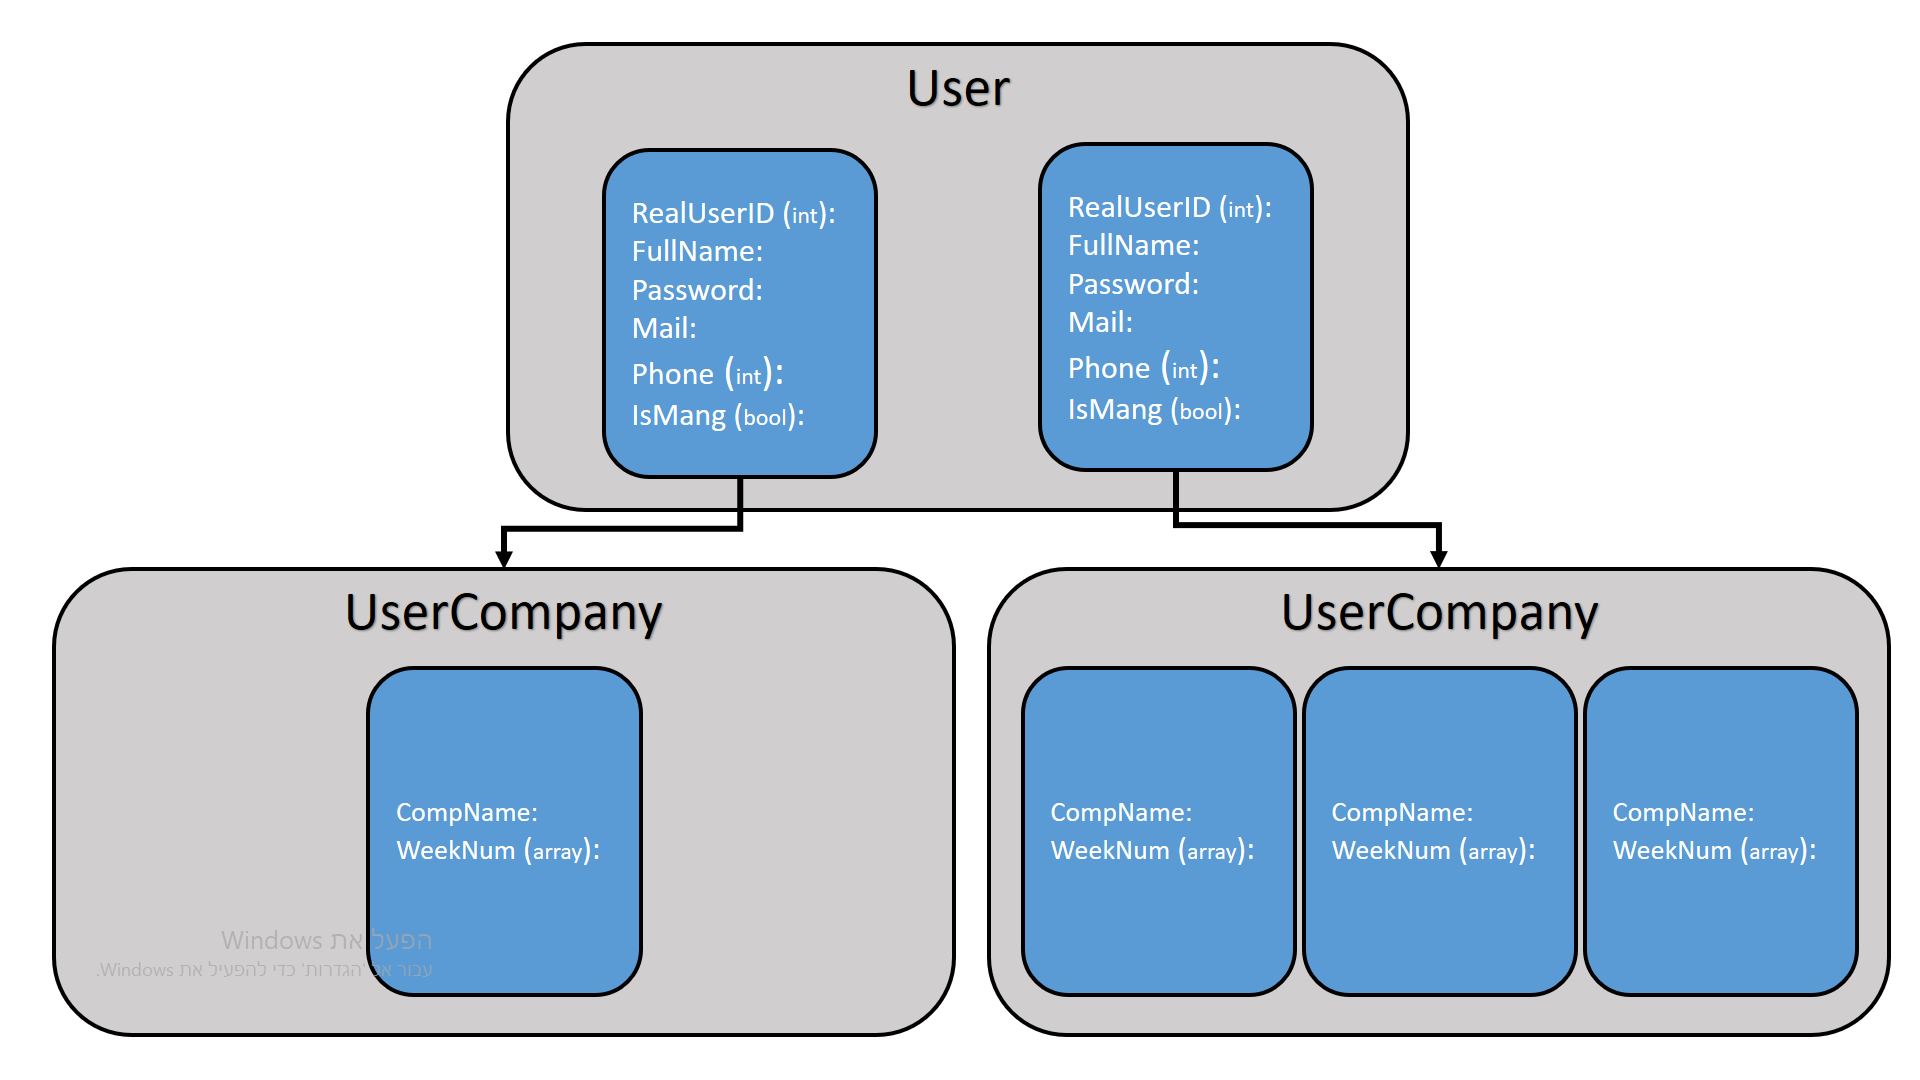 User
RealUserID (int):
FullName:
Password:
Mail:
Phone (int):
IsMang (bool):
RealUserID (int):
FullName:
Password:
Mail:
Phone (int):
IsMang (bool):
UserCompany
CompName:
WeekNum (array):
UserCompany
CompName:
WeekNum (array):
CompName:
WeekNum (array):
CompName:
WeekNum (array):
הפעל את Windows
עבור אל 'הגדרות' כדי להפעיל את Windows.